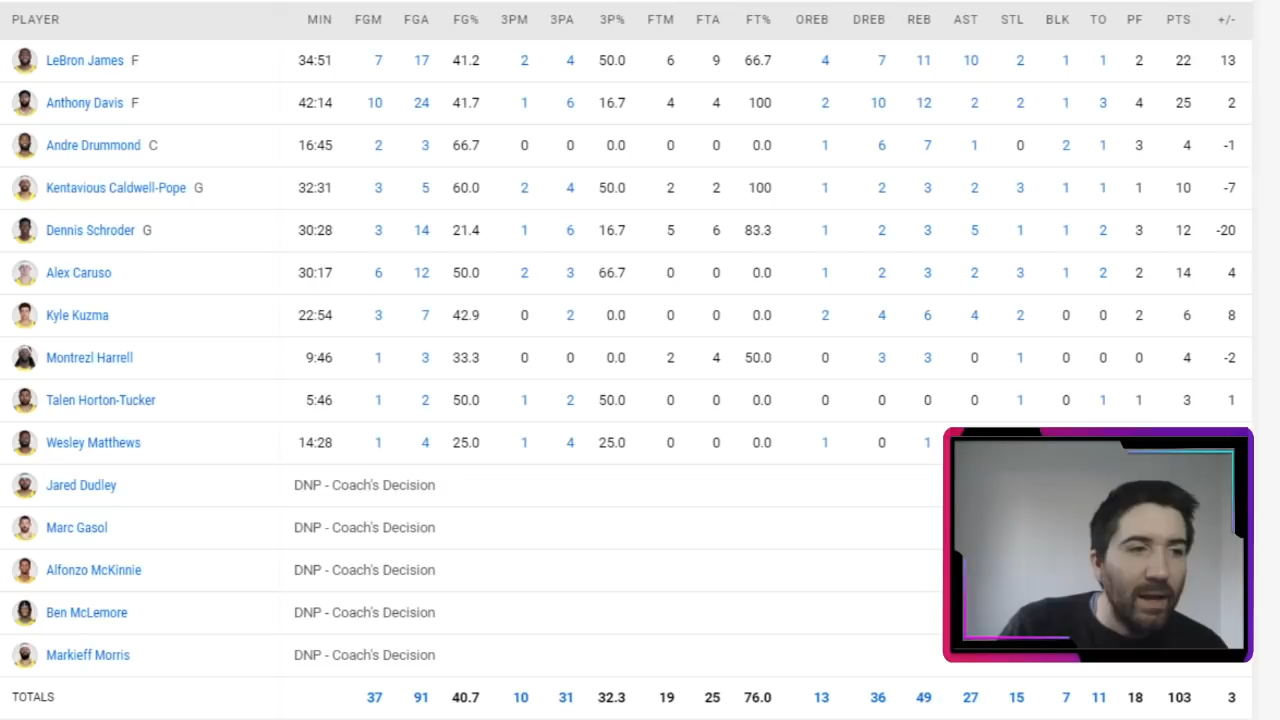 PLAYER MIN FGM FGA FG% 3PM 3PA 3P% FTM FTA FT% OREB DREB REB AST STL BLK TO PF PTS +/-
LeBron James F 34:51 7 17 41.2 2 4 50.0 6 9 66.7 4 7 11 10 2 1 1 2 22 13
Anthony Davis F 42:14 10 24 41.7 1 6 16.7 4 4 100 2 10 12 2 2 1 3 4 25 2
Andre Drummond C 16:45 2 3 66.7 0 0 0.0 0 0 0.0 1 6 7 1 0 2 1 3 4 -1
Kentavious Caldwell-Pope G 32:31 3 5 60.0 2 4 50.0 2 2 100 1 2 3 2 3 1 1 1 10 -7
Dennis Schroder G 30:28 3 14 21.4 1 6 16.7 5 6 83.3 1 2 3 5 1 1 2 3 12 -20
Alex Caruso 30:17 6 12 50.0 2 3 66.7 0 0 0.0 1 2 3 2 3 1 2 2 14 4
Kyle Kuzma 22:54 3 7 42.9 0 2 0.0 0 0 0.0 2 4 6 4 2 0 0 2 6 8
Montrezl Harrell 9:46 1 3 33.3 0 0 0.0 2 4 50.0 0 3 3 0 1 0 0 0 4 -2
Talen Horton-Tucker 5:46 1 2 50.0 1 2 50.0 0 0 0.0 0 0 0 0 1 0 1 1 3 1
Wesley Matthews 14:28 1 4 25.0 1 4 25.0 0 0 0.0 1 0 1
Jared Dudley DNP - Coach's Decision
Marc Gasol DNP - Coach's Decision
Alfonzo McKinnie DNP - Coach's Decision
Ben McLemore DNP - Coach's Decision
Markieff Morris DNP - Coach's Decision
TOTALS 37 91 40.7 10 31 32.3 19 25 76.0 13 36 49 27 15 7 11 18 103 3